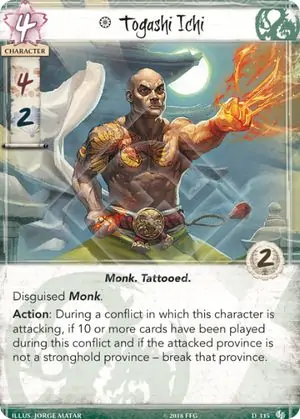 4
Togashi Ichi
CHARACTER
4
2
2
Monk. Tattooed.
Disguised Monk.
Action: During a conflict in which this character is
attacking, if 10 or more cards have been played
during this conflict and if the attacked province is
not a stronghold province – break that province.
ILLUS. JORGE MATAR © 2018 FFG D 115